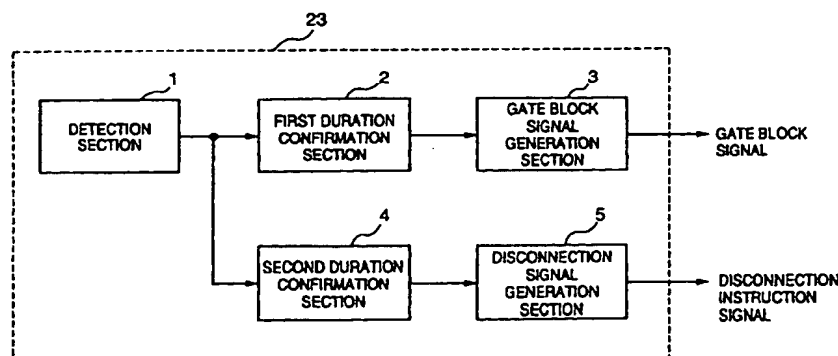 23
1
DETECTION
SECTION
2
FIRST DURATION
CONFIRMATION
SECTION
3
GATE BLOCK
SIGNAL
GENERATION
SECTION
GATE BLOCK
SIGNAL
4
SECOND DURATION
CONFIRMATION
SECTION
5
DISCONNECTION
SIGNAL
GENERATION
SECTION
DISCONNECTION
INSTRUCTION
SIGNAL